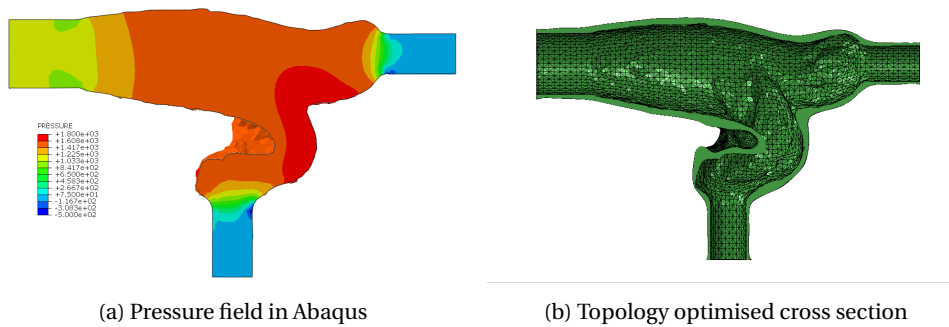 PRESSURE
+1.800e+03
+1.608e+03
+1.417e+03
+1.225e+03
+1.033e+03
+8.417e+02
+6.500e+02
+4.583e+02
+2.667e+02
+7.500e+01
-1.167e+02
-3.083e+02
-5.000e+02
(a) Pressure field in Abaqus
(b) Topology optimised cross section